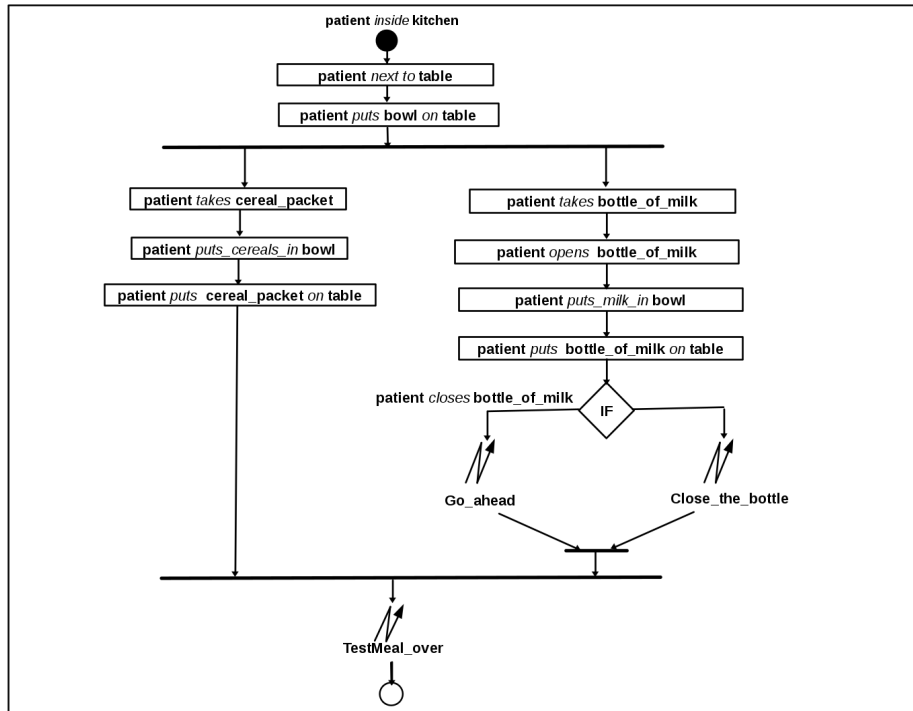 patient inside kitchen
patient next to table
patient puts bowl on table
patient takes cereal_packet
patient puts_cereals_in bowl
patient puts cereal_packet on table
patient takes bottle_of_milk
patient opens bottle_of_milk
patient puts_milk_in bowl
patient puts bottle_of_milk on table
patient closes bottle_of_milk
IF
Go_ahead
Close_the_bottle
TestMeal_over